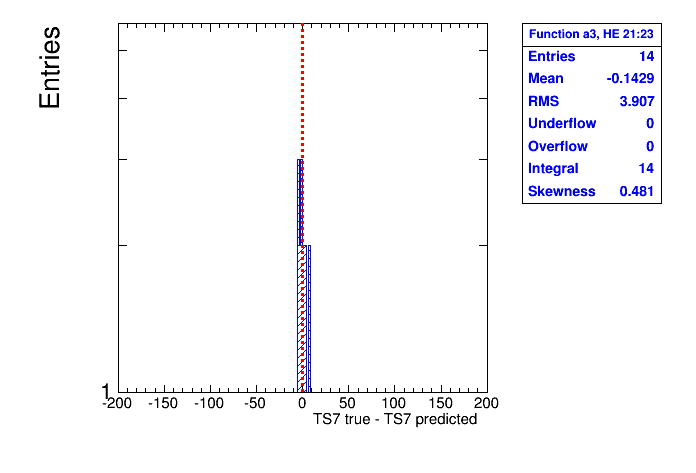 Entries
Function a3, HE 21:23
Entries 14
Mean -0.1429
RMS 3.907
Underflow 0
Overflow 0
Integral 14
Skewness 0.481
1
-200 -150 -100 -50 0 50 100 150 200
TS7 true - TS7 predicted